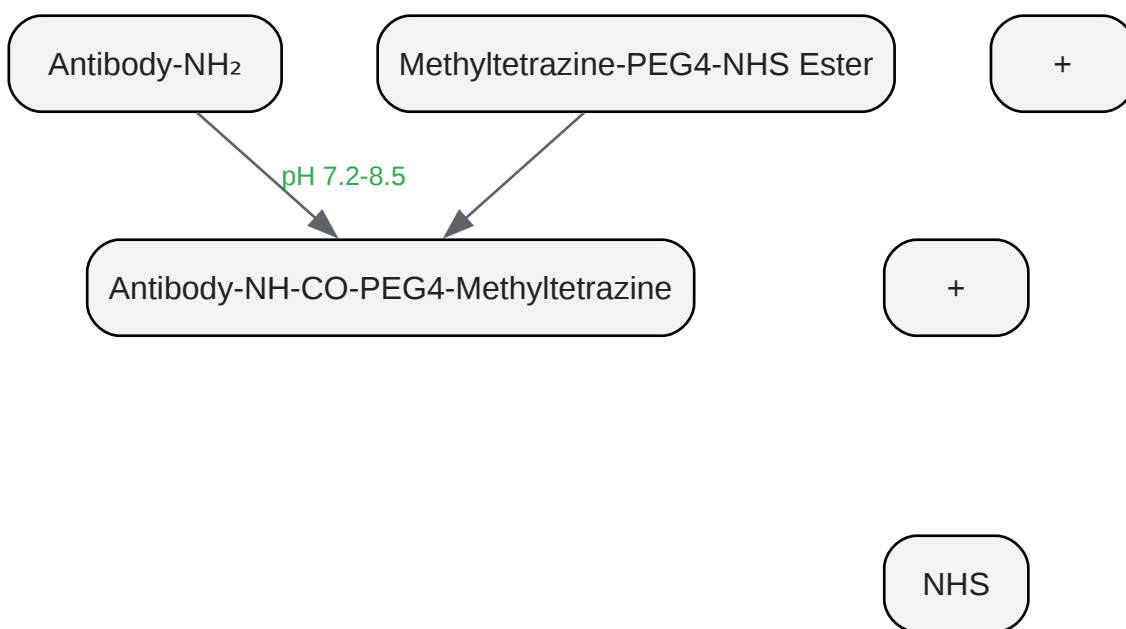 Antibody-NH₂
Methyltetrazine-PEG4-NHS Ester
+
pH 7.2-8.5
Antibody-NH-CO-PEG4-Methyltetrazine
+
NHS